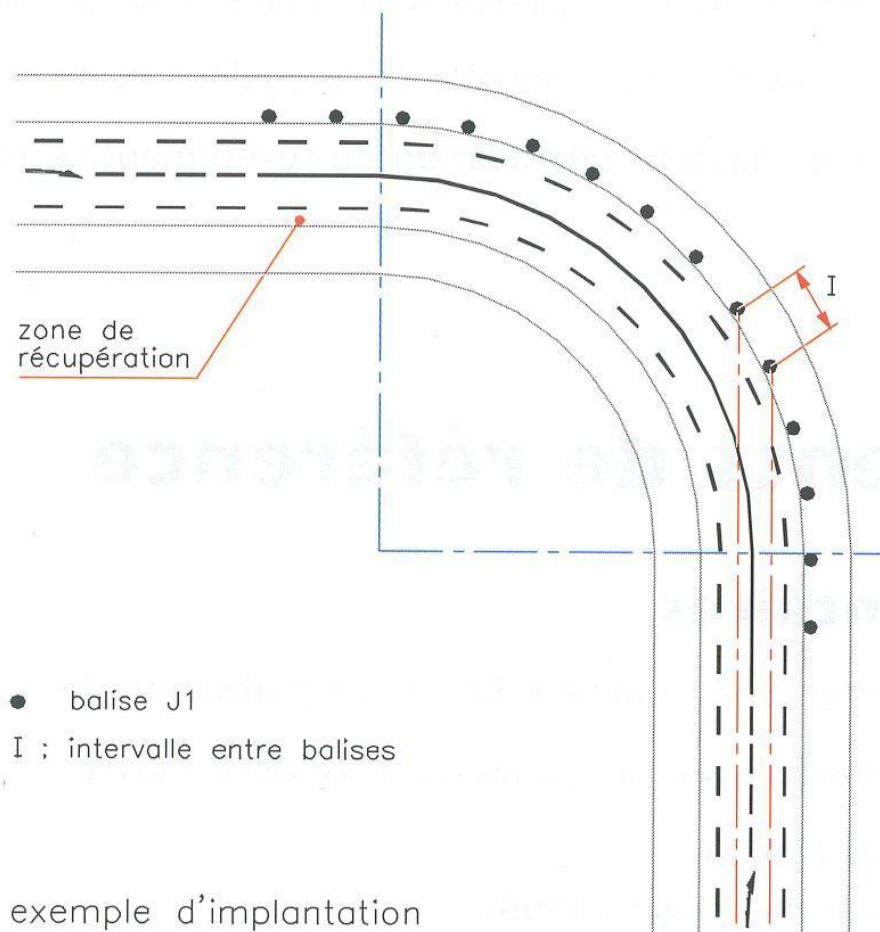 I
zone de
récupération
balise J1
I ; intervalle entre balises
exemple d'implantation